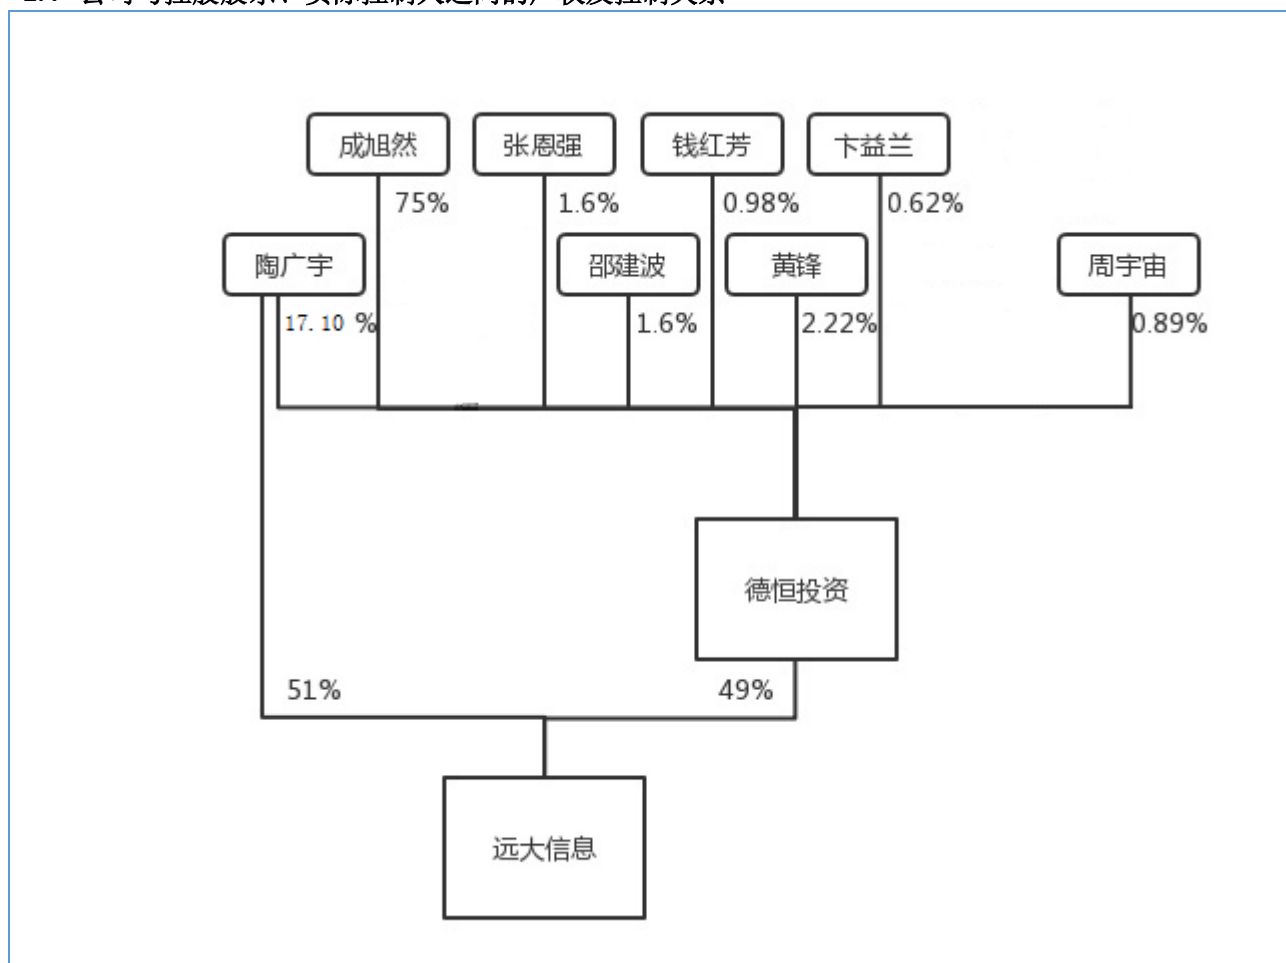 成旭然
张恩强
钱红芳
卞益兰
75%
1.6%
0.98%
0.62%
陶广宇
邵建波
黄锋
周宇宙
17.10 %
1.6%
2.22%
0.89%
德恒投资
51%
49%
远大信息